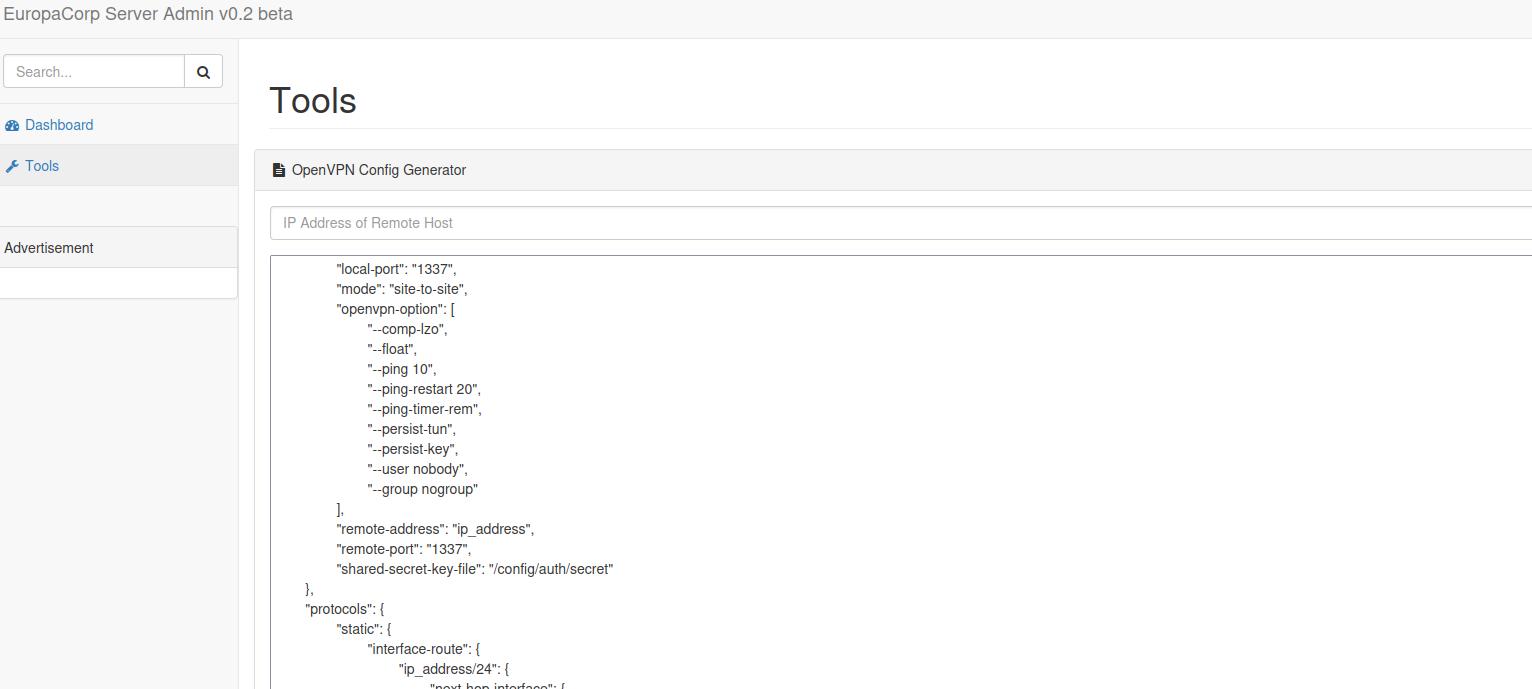 EuropaCorp Server Admin v0.2 beta
Search...
Dashboard
Tools
Advertisement
Tools
OpenVPN Config Generator
IP Address of Remote Host
"local-port": "1337",
"mode": "site-to-site",
"openvpn-option": [
"--comp-lzo",
"--float",
"--ping 10",
"--ping-restart 20",
"--ping-timer-rem",
"--persist-tun",
"--persist-key",
"--user nobody",
"--group nogroup"
],
"remote-address": "ip_address",
"remote-port": "1337",
"shared-secret-key-file": "/config/auth/secret"
},
"protocols": {
"static": {
"interface-route": {
"ip_address/24": {
"next-hop-interface": {